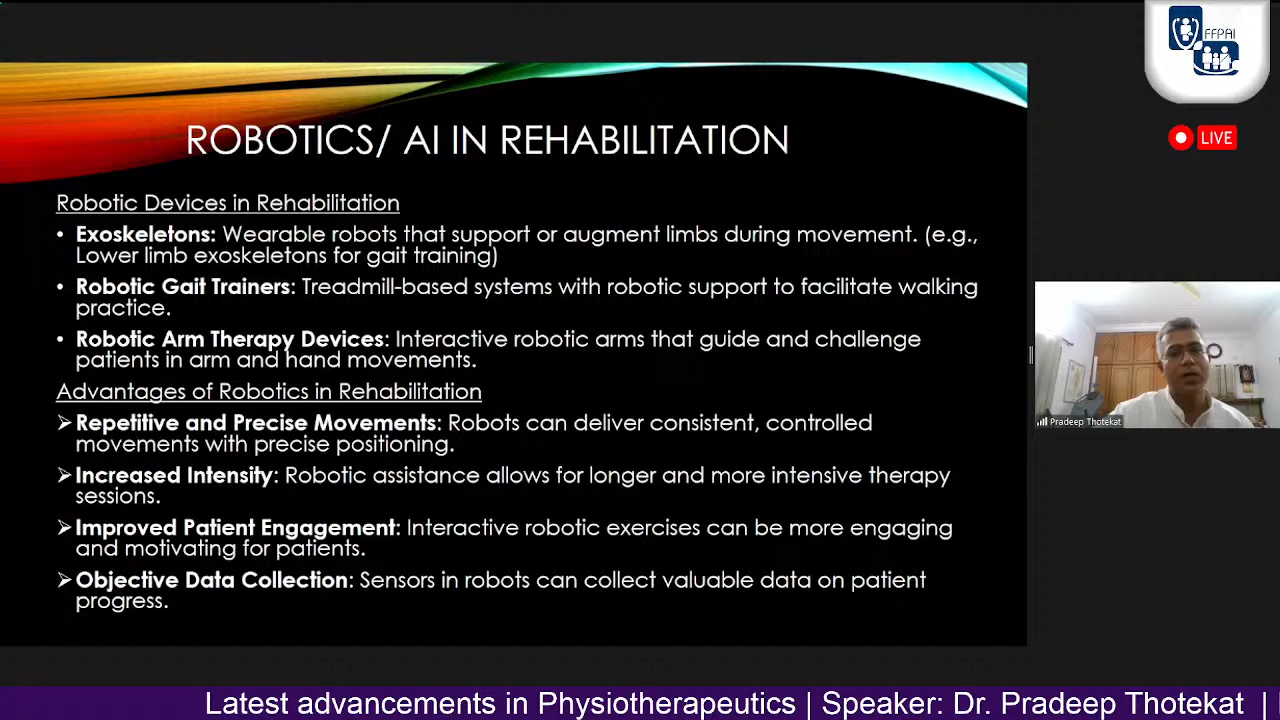 FFPAI
LIVE
ROBOTICS/ AI IN REHABILITATION
Robotic Devices in Rehabilitation
• Exoskeletons: Wearable robots that support or augment limbs during movement. (e.g.,
Lower limb exoskeletons for gait training)
• Robotic Gait Trainers: Treadmill-based systems with robotic support to facilitate walking
practice.
• Robotic Arm Therapy Devices: Interactive robotic arms that guide and challenge
patients in arm and hand movements.
Advantages of Robotics in Rehabilitation
➢Repetitive and Precise Movements: Robots can deliver consistent, controlled
movements with precise positioning.
➢Increased Intensity: Robotic assistance allows for longer and more intensive therapy
sessions.
➢Improved Patient Engagement: Interactive robotic exercises can be more engaging
and motivating for patients.
➢Objective Data Collection: Sensors in robots can collect valuable data on patient
progress.
Pradeep Thotekat
Latest advancements in Physiotherapeutics | Speaker: Dr. Pradeep Thotekat |